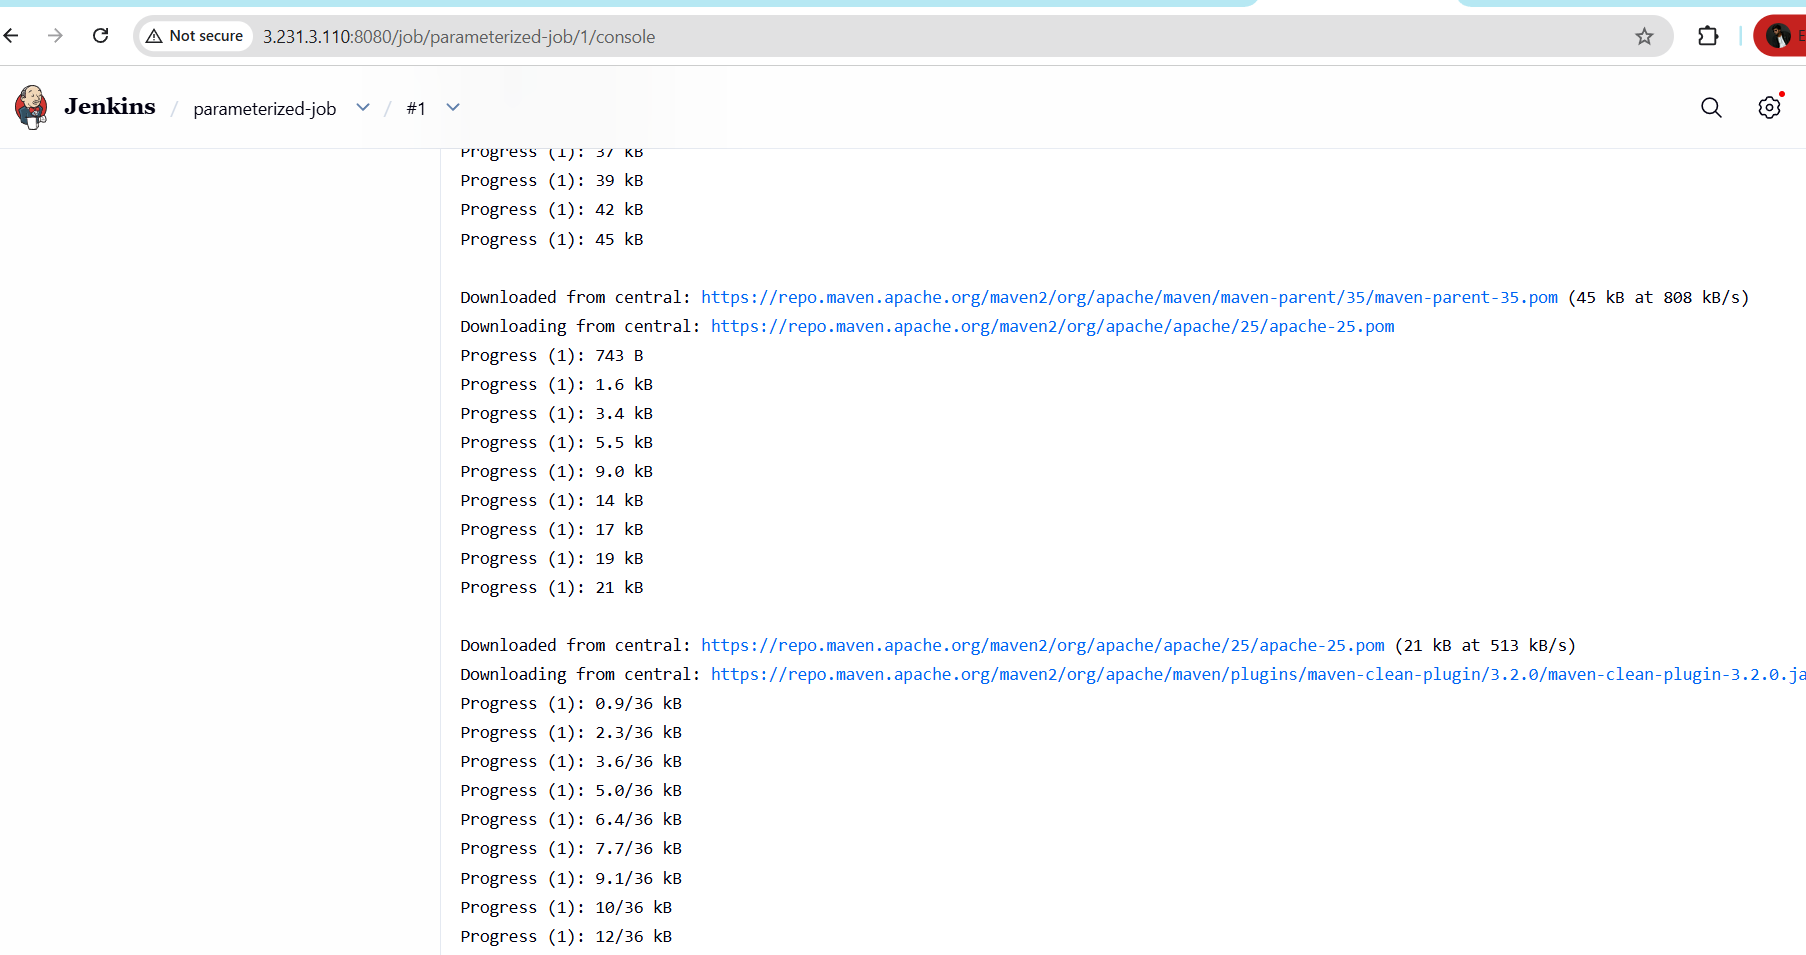 Not secure 3.231.3.110:8080/job/parameterized-job/1/console
Jenkins / parameterized-job / #1
Progress (1): 37 kB
Progress (1): 39 kB
Progress (1): 42 kB
Progress (1): 45 kB
Downloaded from central: https://repo.maven.apache.org/maven2/org/apache/maven/maven-parent/35/maven-parent-35.pom (45 kB at 808 kB/s)
Downloading from central: https://repo.maven.apache.org/maven2/org/apache/apache/25/apache-25.pom
Progress (1): 743 B
Progress (1): 1.6 kB
Progress (1): 3.4 kB
Progress (1): 5.5 kB
Progress (1): 9.0 kB
Progress (1): 14 kB
Progress (1): 17 kB
Progress (1): 19 kB
Progress (1): 21 kB
Downloaded from central: https://repo.maven.apache.org/maven2/org/apache/apache/25/apache-25.pom (21 kB at 513 kB/s)
Downloading from central: https://repo.maven.apache.org/maven2/org/apache/maven/plugins/maven-clean-plugin/3.2.0/maven-clean-plugin-3.2.0.ja
Progress (1): 0.9/36 kB
Progress (1): 2.3/36 kB
Progress (1): 3.6/36 kB
Progress (1): 5.0/36 kB
Progress (1): 6.4/36 kB
Progress (1): 7.7/36 kB
Progress (1): 9.1/36 kB
Progress (1): 10/36 kB
Progress (1): 12/36 kB